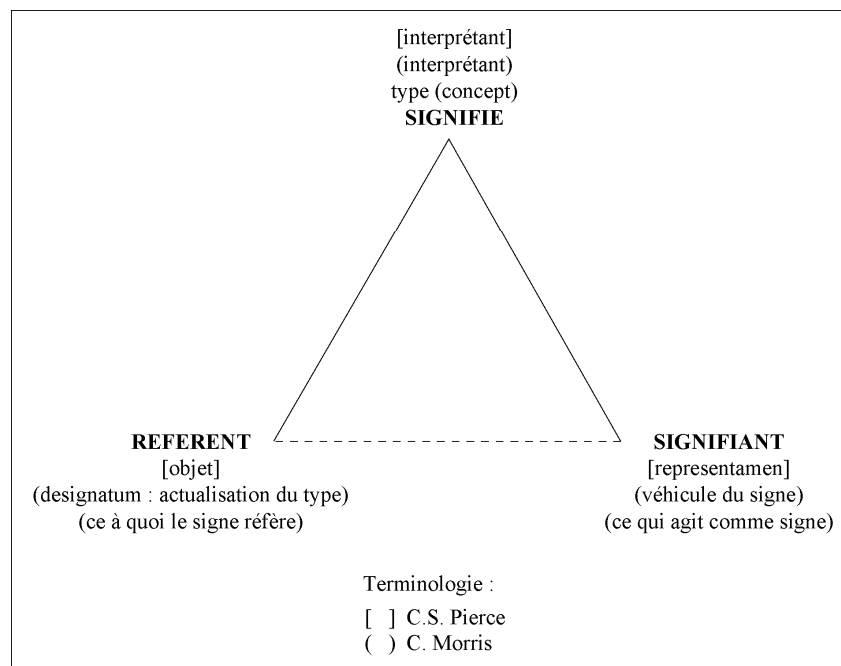 [interprétant]
(interprétant)
type (concept)
SIGNIFIE
REFERENT
[objet]
(designatum : actualisation du type)
(ce à quoi le signe réfère)
SIGNIFIANT
[representamen]
(véhicule du signe)
(ce qui agit comme signe)
Terminologie :
[ ] C.S. Pierce
( ) C. Morris